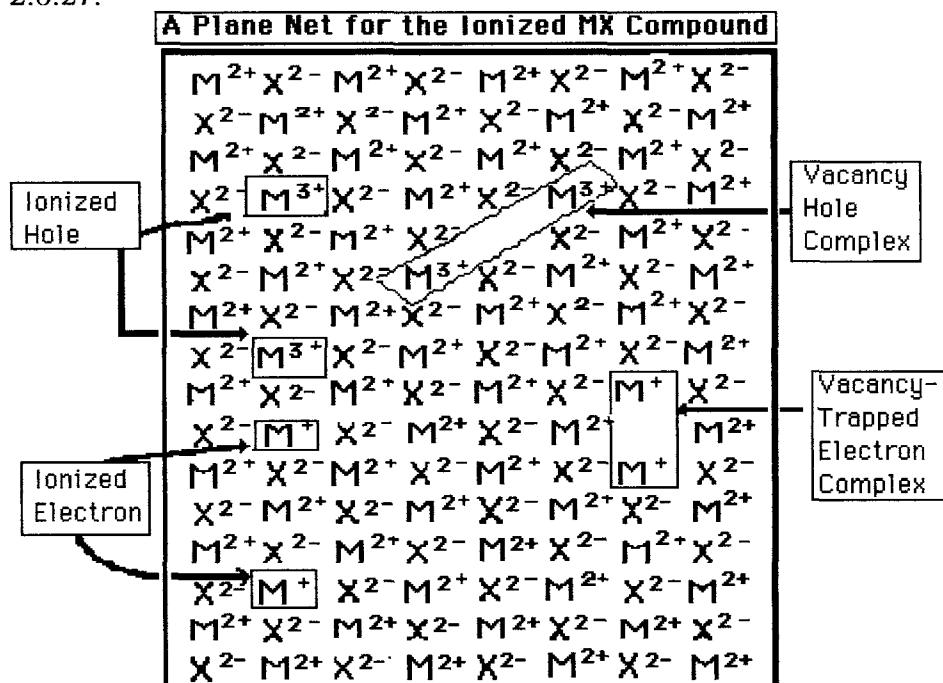 A Plane Net for the Ionized MX Compound
M²⁺ X²⁻ M²⁺ X²⁻ M²⁺ X²⁻ M²⁺ X²⁻
X²⁻ M²⁺ X²⁻ M²⁺ X²⁻ M²⁺ X²⁻ M²⁺
M²⁺ X²⁻ M²⁺ X²⁻ M²⁺ X²⁻ M²⁺ X²⁻
X²⁻ M³⁺ X²⁻ M²⁺ X²⁻ M³⁺ X²⁻ M²⁺
M²⁺ X²⁻ M²⁺ X²⁻ X²⁻ M²⁺ X²⁻
X²⁻ M²⁺ X²⁻ M³⁺ X²⁻ M²⁺ X²⁻ M²⁺
M²⁺ X²⁻ M²⁺ X²⁻ M²⁺ X²⁻ M²⁺ X²⁻
X²⁻ M³⁺ X²⁻ M²⁺ X²⁻ M²⁺ X²⁻ M²⁺
M²⁺ X²⁻ M²⁺ X²⁻ M²⁺ X²⁻ M⁺ X²⁻
X²⁻ M⁺ X²⁻ M²⁺ X²⁻ M²⁺ M²⁺
M²⁺ X²⁻ M²⁺ X²⁻ M²⁺ X²⁻ M⁺ X²⁻
X²⁻ M²⁺ X²⁻ M²⁺ X²⁻ M²⁺ X²⁻ M²⁺
M²⁺ X²⁻ M²⁺ X²⁻ M²⁺ X²⁻ M²⁺ X²⁻
X²⁻ M⁺ X²⁻ M²⁺ X²⁻ M²⁺ X²⁻ M²⁺
M²⁺ X²⁻ M²⁺ X²⁻ M²⁺ X²⁻ M²⁺ X²⁻
X²⁻ M²⁺ X²⁻ M²⁺ X²⁻ M²⁺ X²⁻ M²⁺
Ionized
Hole
Ionized
Electron
Vacancy
Hole
Complex
Vacancy-
Trapped
Electron
Complex